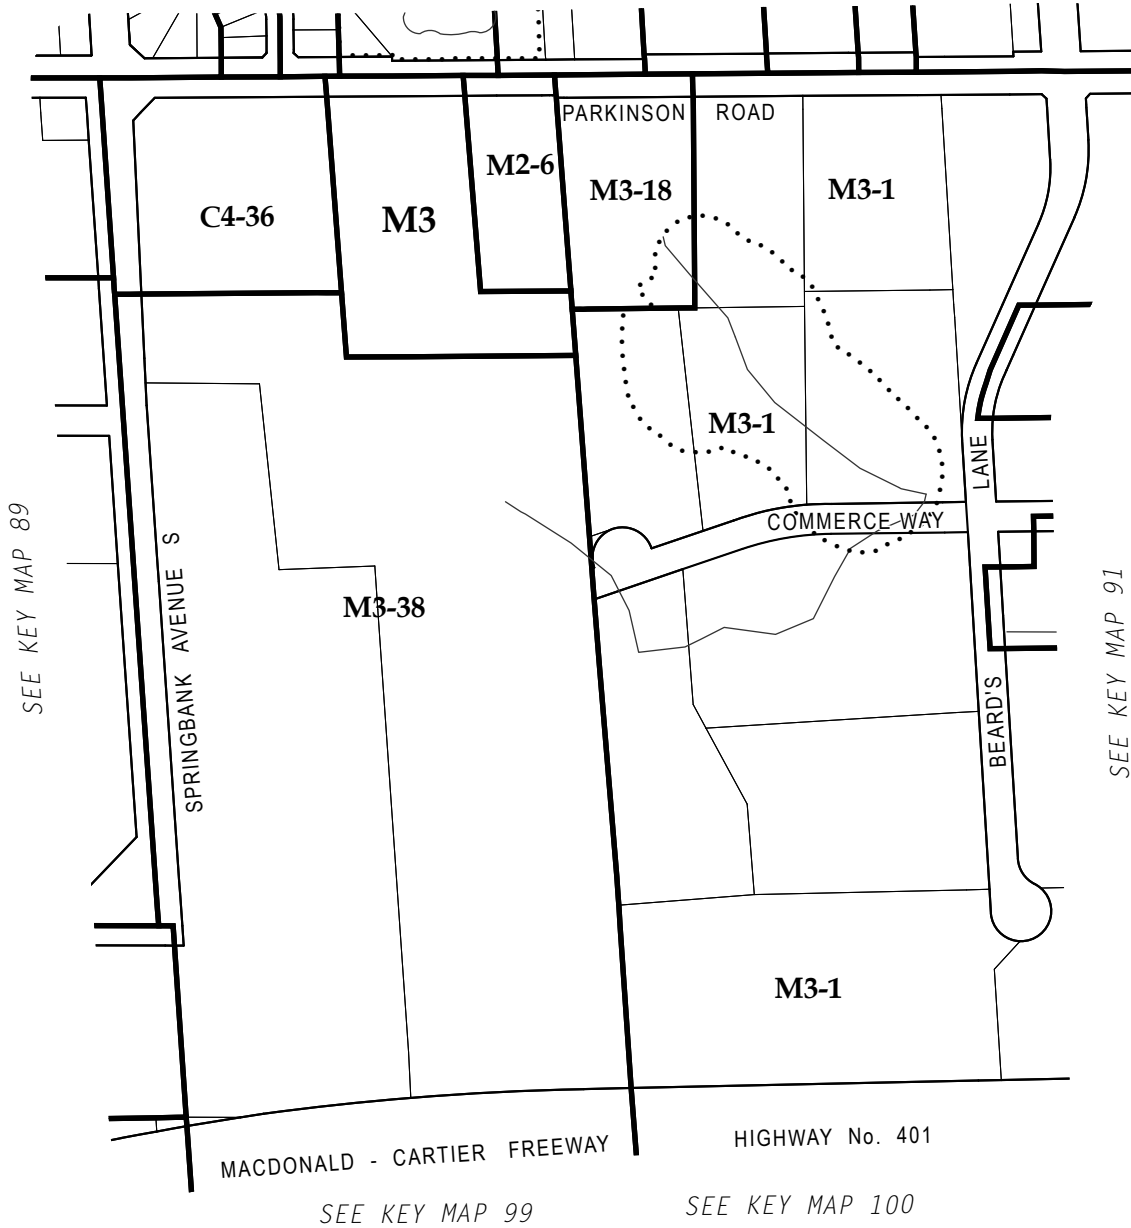 PARKINSON ROAD
M2-6
M3-18
M3-1
C4-36
M3
M3-1
LANE
COMMERCE WAY
SEE KEY MAP 89
SPRINGBANK AVENUE S
M3-38
SEE KEY MAP 91
BEARD'S
M3-1
MACDONALD - CARTIER FREEWAY
HIGHWAY No. 401
SEE KEY MAP 99
SEE KEY MAP 100